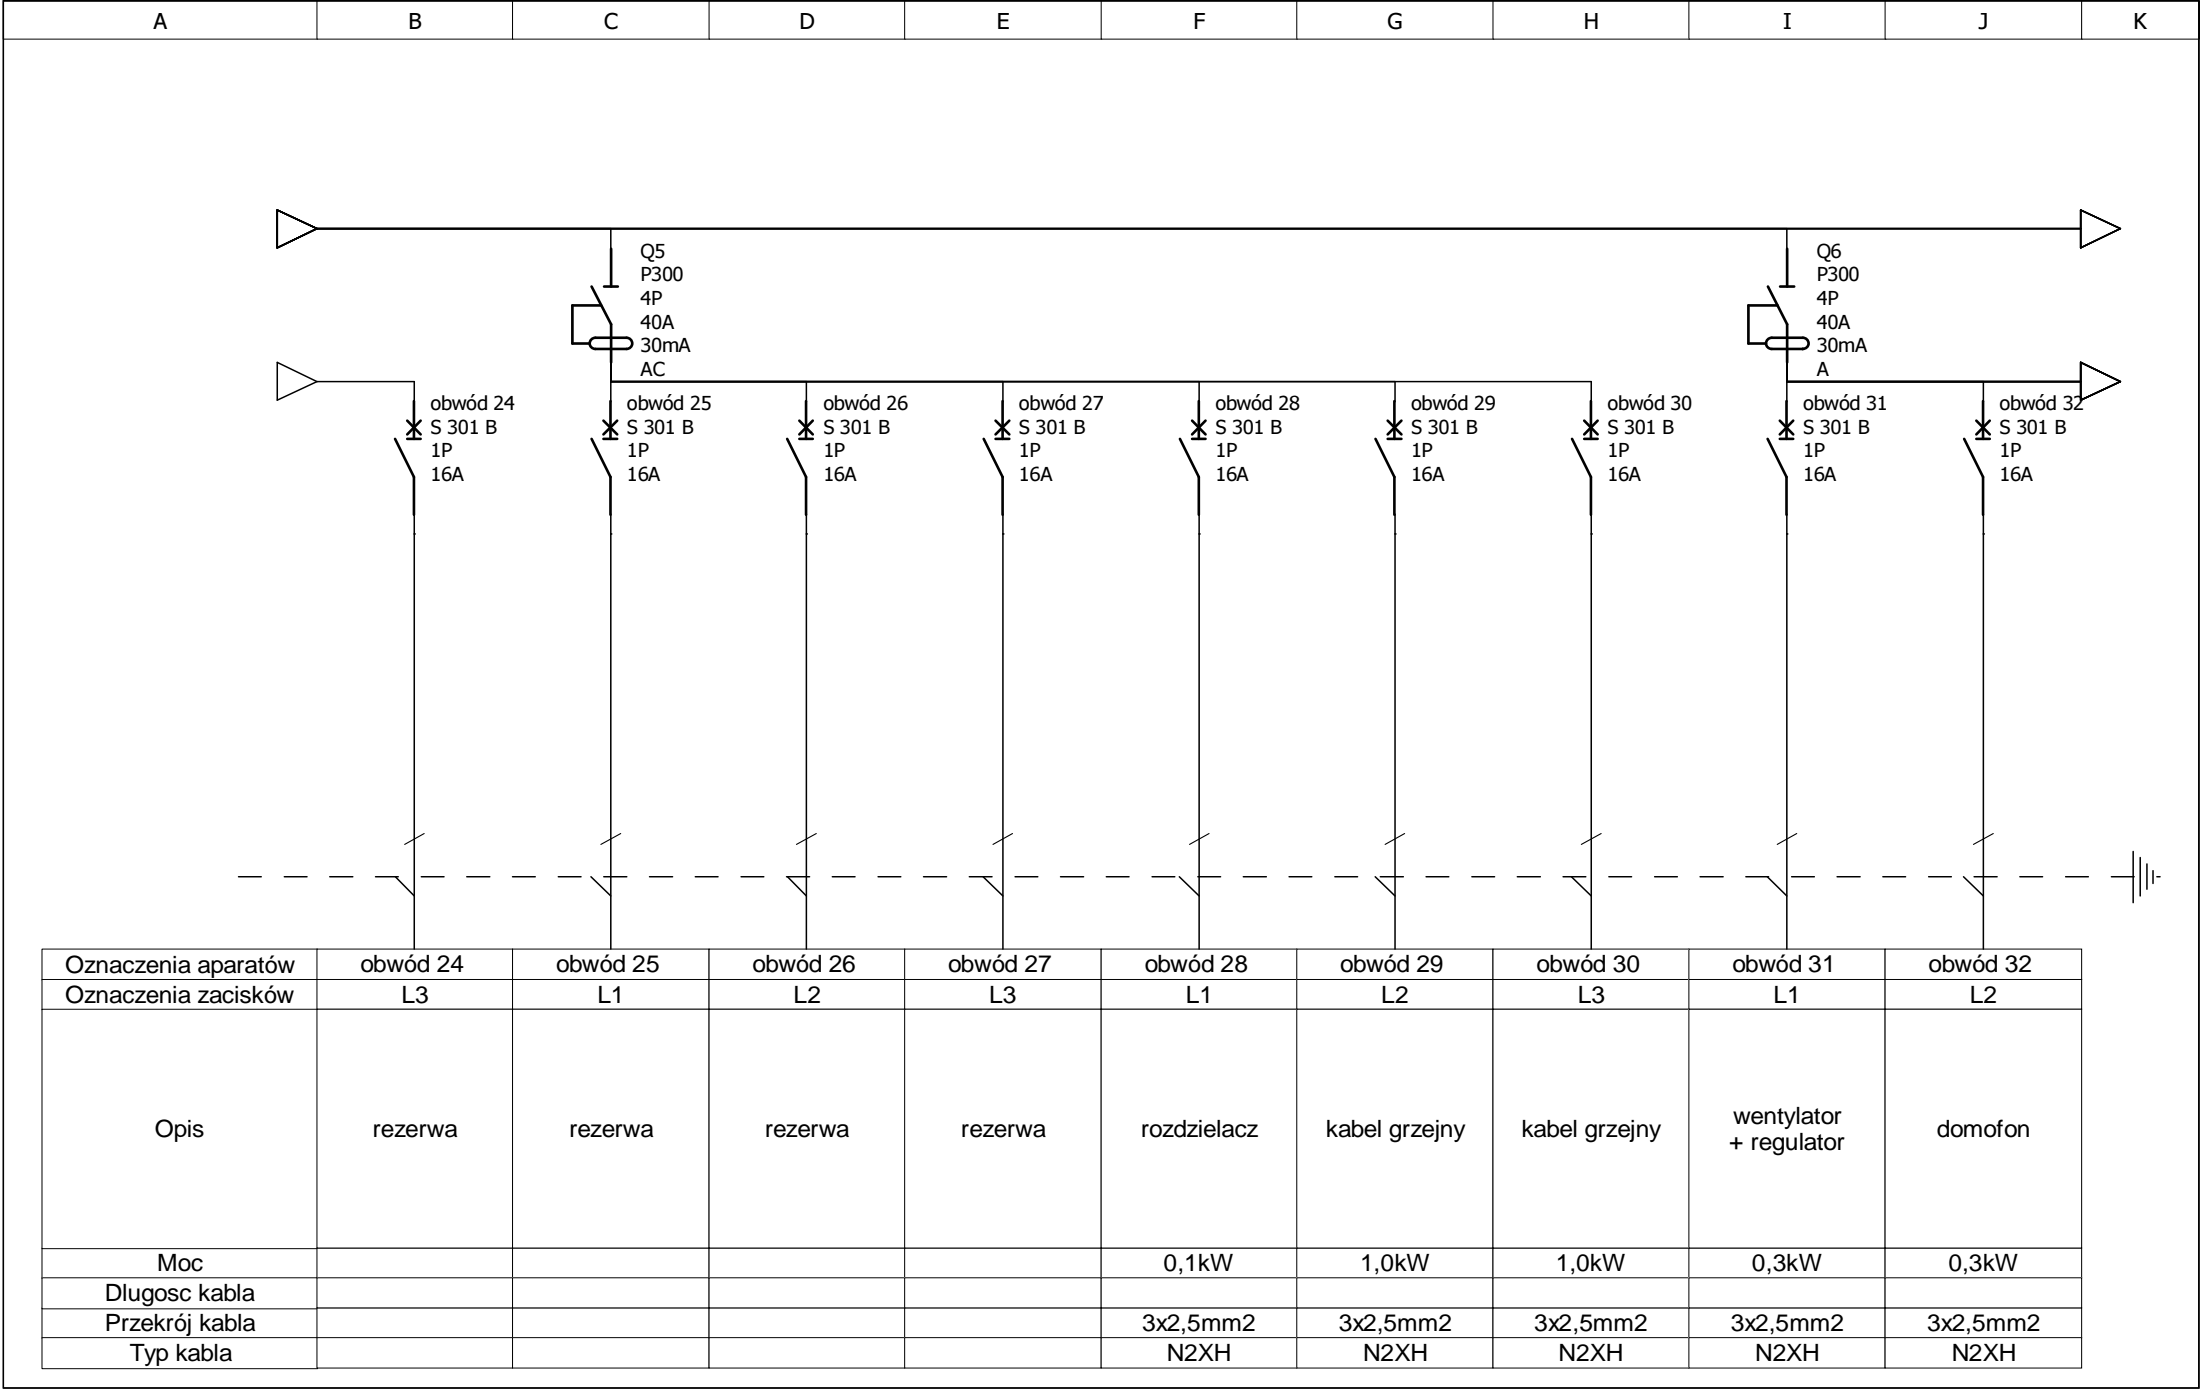 A B C D E F G H I J K
Q5
P300
4P
40A
30mA
AC
Q6
P300
4P
40A
30mA
A
obwód 24
S 301 B
1P
16A
obwód 25
S 301 B
1P
16A
obwód 26
S 301 B
1P
16A
obwód 27
S 301 B
1P
16A
obwód 28
S 301 B
1P
16A
obwód 29
S 301 B
1P
16A
obwód 30
S 301 B
1P
16A
obwód 31
S 301 B
1P
16A
obwód 32
S 301 B
1P
16A
Oznaczenia aparatów obwód 24 obwód 25 obwód 26 obwód 27 obwód 28 obwód 29 obwód 30 obwód 31 obwód 32
Oznaczenia zacisków L3 L1 L2 L3 L1 L2 L3 L1 L2
Opis rezerwa rezerwa rezerwa rezerwa rozdzielacz kabel grzejny kabel grzejny wentylator
+ regulator domofon
Moc 0,1kW 1,0kW 1,0kW 0,3kW 0,3kW
Dlugosc kabla
Przekrój kabla 3x2,5mm2 3x2,5mm2 3x2,5mm2 3x2,5mm2 3x2,5mm2
Typ kabla N2XH N2XH N2XH N2XH N2XH